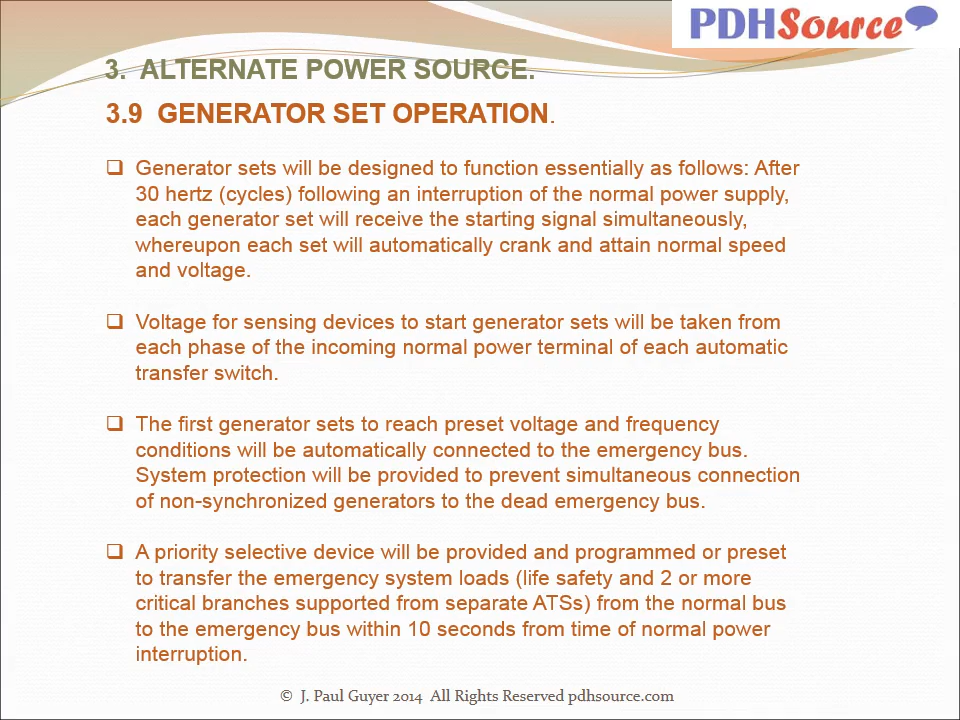 PDHSource
3. ALTERNATE POWER SOURCE.
3.9 GENERATOR SET OPERATION.
❑ Generator sets will be designed to function essentially as follows: After
30 hertz (cycles) following an interruption of the normal power supply,
each generator set will receive the starting signal simultaneously,
whereupon each set will automatically crank and attain normal speed
and voltage.
❑ Voltage for sensing devices to start generator sets will be taken from
each phase of the incoming normal power terminal of each automatic
transfer switch.
❑ The first generator sets to reach preset voltage and frequency
conditions will be automatically connected to the emergency bus.
System protection will be provided to prevent simultaneous connection
of non-synchronized generators to the dead emergency bus.
❑ A priority selective device will be provided and programmed or preset
to transfer the emergency system loads (life safety and 2 or more
critical branches supported from separate ATSs) from the normal bus
to the emergency bus within 10 seconds from time of normal power
interruption.
© J. Paul Guyer 2014 All Rights Reserved pdhsource.com